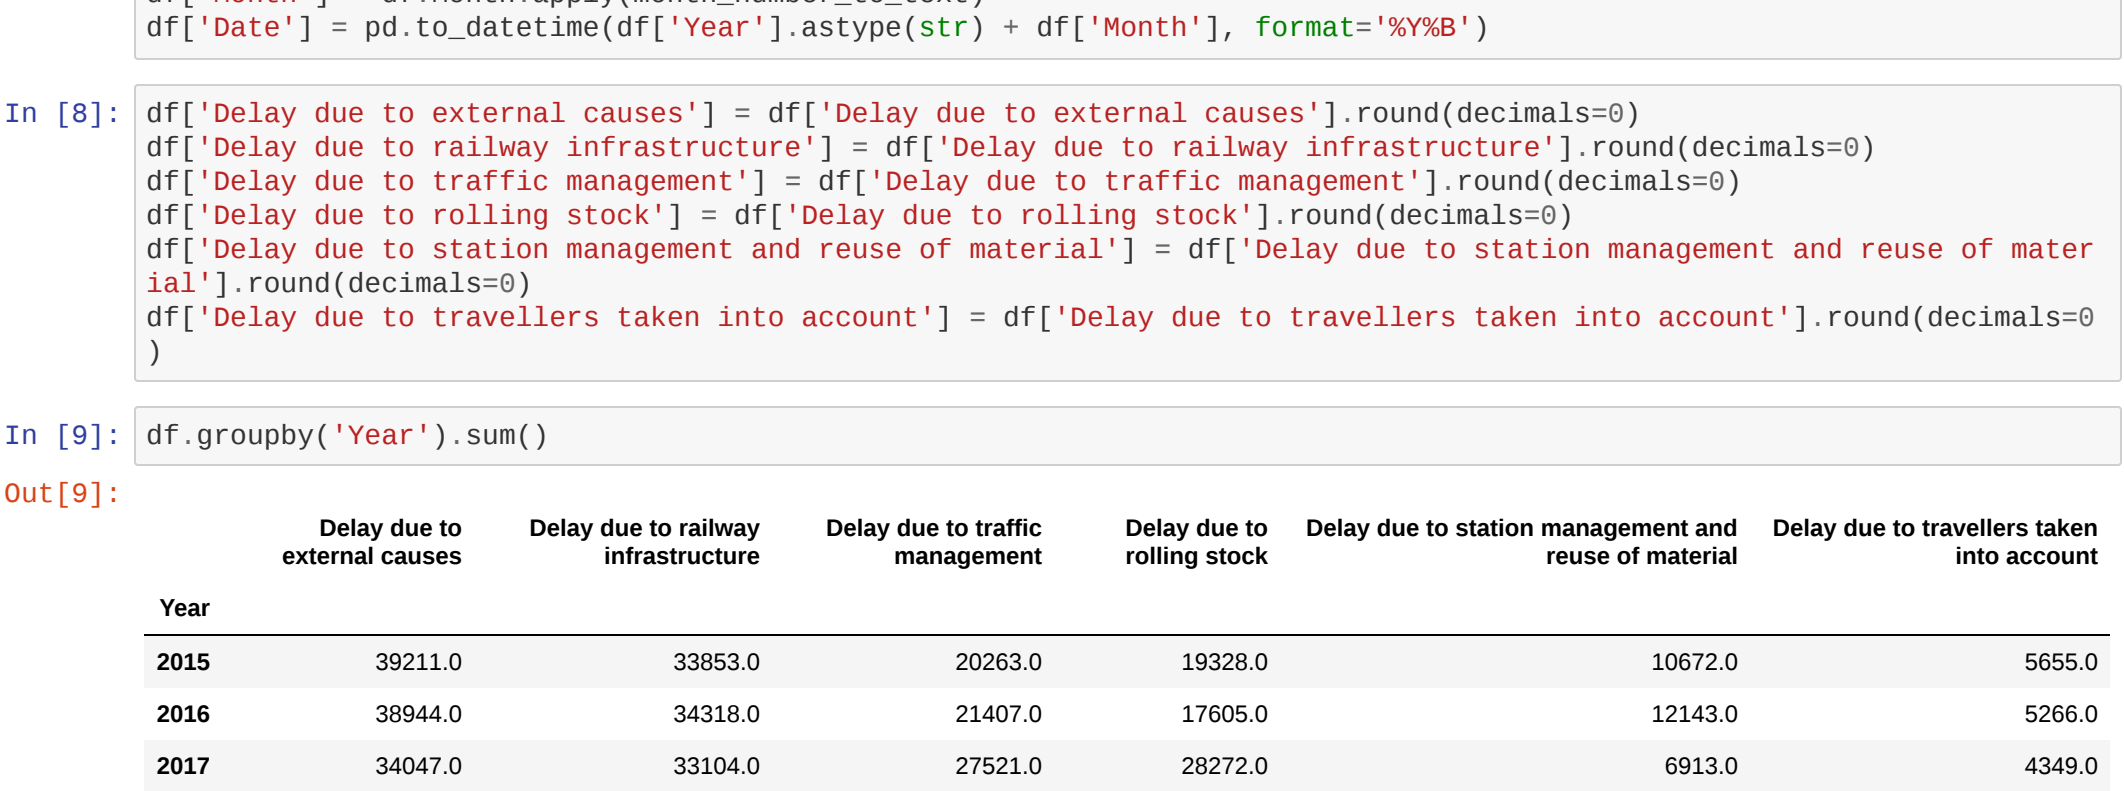 df['Month'] = df.Month.apply(month_number_to_text)
df['Date'] = pd.to_datetime(df['Year'].astype(str) + df['Month'], format='%Y%B')
In [8]: df['Delay due to external causes'] = df['Delay due to external causes'].round(decimals=0)
df['Delay due to railway infrastructure'] = df['Delay due to railway infrastructure'].round(decimals=0)
df['Delay due to traffic management'] = df['Delay due to traffic management'].round(decimals=0)
df['Delay due to rolling stock'] = df['Delay due to rolling stock'].round(decimals=0)
df['Delay due to station management and reuse of material'] = df['Delay due to station management and reuse of mater
ial'].round(decimals=0)
df['Delay due to travellers taken into account'] = df['Delay due to travellers taken into account'].round(decimals=0
)
In [9]: df.groupby('Year').sum()
Out[9]:
Delay due to Delay due to railway Delay due to traffic Delay due to Delay due to station management and Delay due to travellers taken
external causes infrastructure management rolling stock reuse of material into account
Year
2015 39211.0 33853.0 20263.0 19328.0 10672.0 5655.0
2016 38944.0 34318.0 21407.0 17605.0 12143.0 5266.0
2017 34047.0 33104.0 27521.0 28272.0 6913.0 4349.0